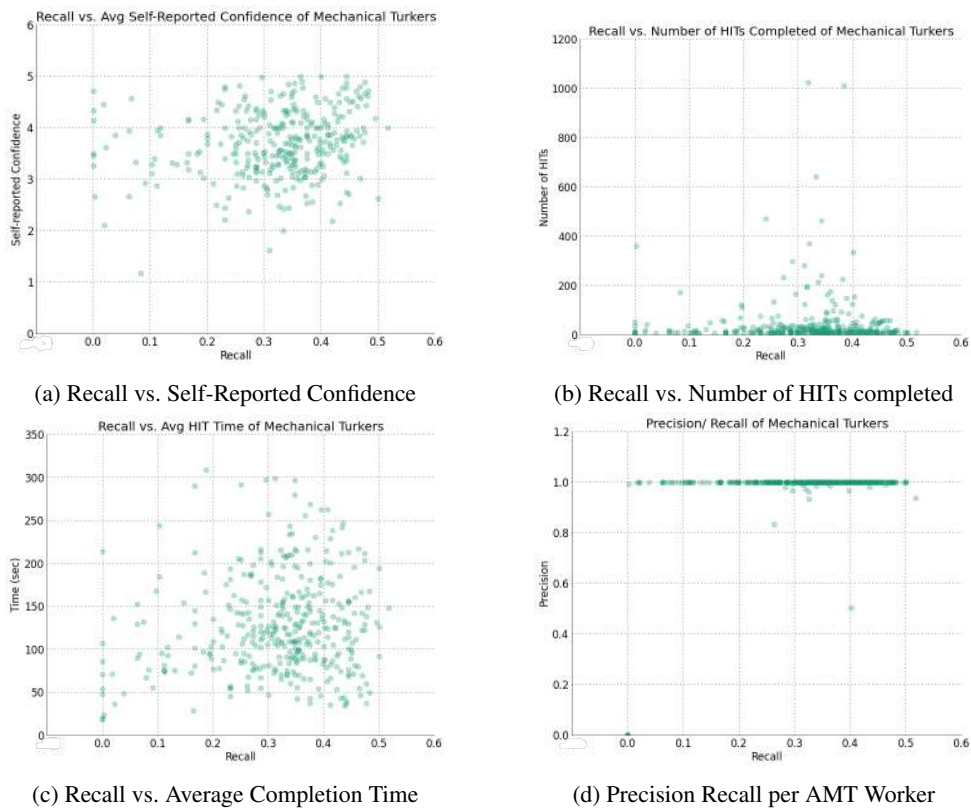 Recall vs. Avg Self-Reported Confidence of Mechanical Turkers
6
5
4
3
2
1
0
Self-reported Confidence
0.0 0.1 0.2 0.3 0.4 0.5 0.6
Recall
(a) Recall vs. Self-Reported Confidence
Recall vs. Number of HITs Completed of Mechanical Turkers
1200
1000
800
600
400
200
0
Number of HITs
0.0 0.1 0.2 0.3 0.4 0.5 0.6
Recall
(b) Recall vs. Number of HITs completed
Recall vs. Avg HIT Time of Mechanical Turkers
350
300
250
200
150
100
50
0
Time (sec)
0.0 0.1 0.2 0.3 0.4 0.5 0.6
Recall
(c) Recall vs. Average Completion Time
Precision/ Recall of Mechanical Turkers
1.2
1.0
0.8
0.6
0.4
0.2
0.0
Precision
0.0 0.1 0.2 0.3 0.4 0.5 0.6
Recall
(d) Precision Recall per AMT Worker